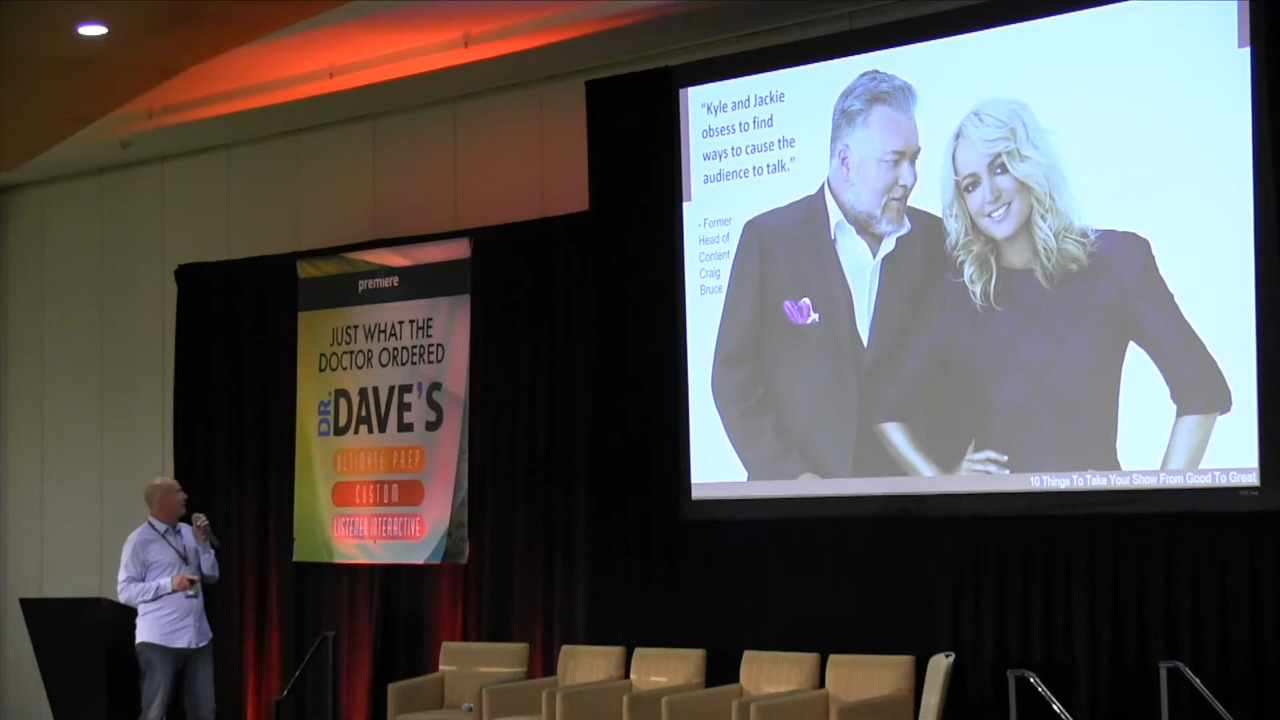 "Kyle and Jackie
obsess to find
ways to cause the
audience to talk."
- Former
Head of
Content
Craig
Bruce
10 Things To Take Your Show From Good To Great
premiere
JUST WHAT THE
DOCTOR ORDERED
DR. DAVE'S
ULTIMATE PREP
CUSTOM
LISTENER INTERACTIVE